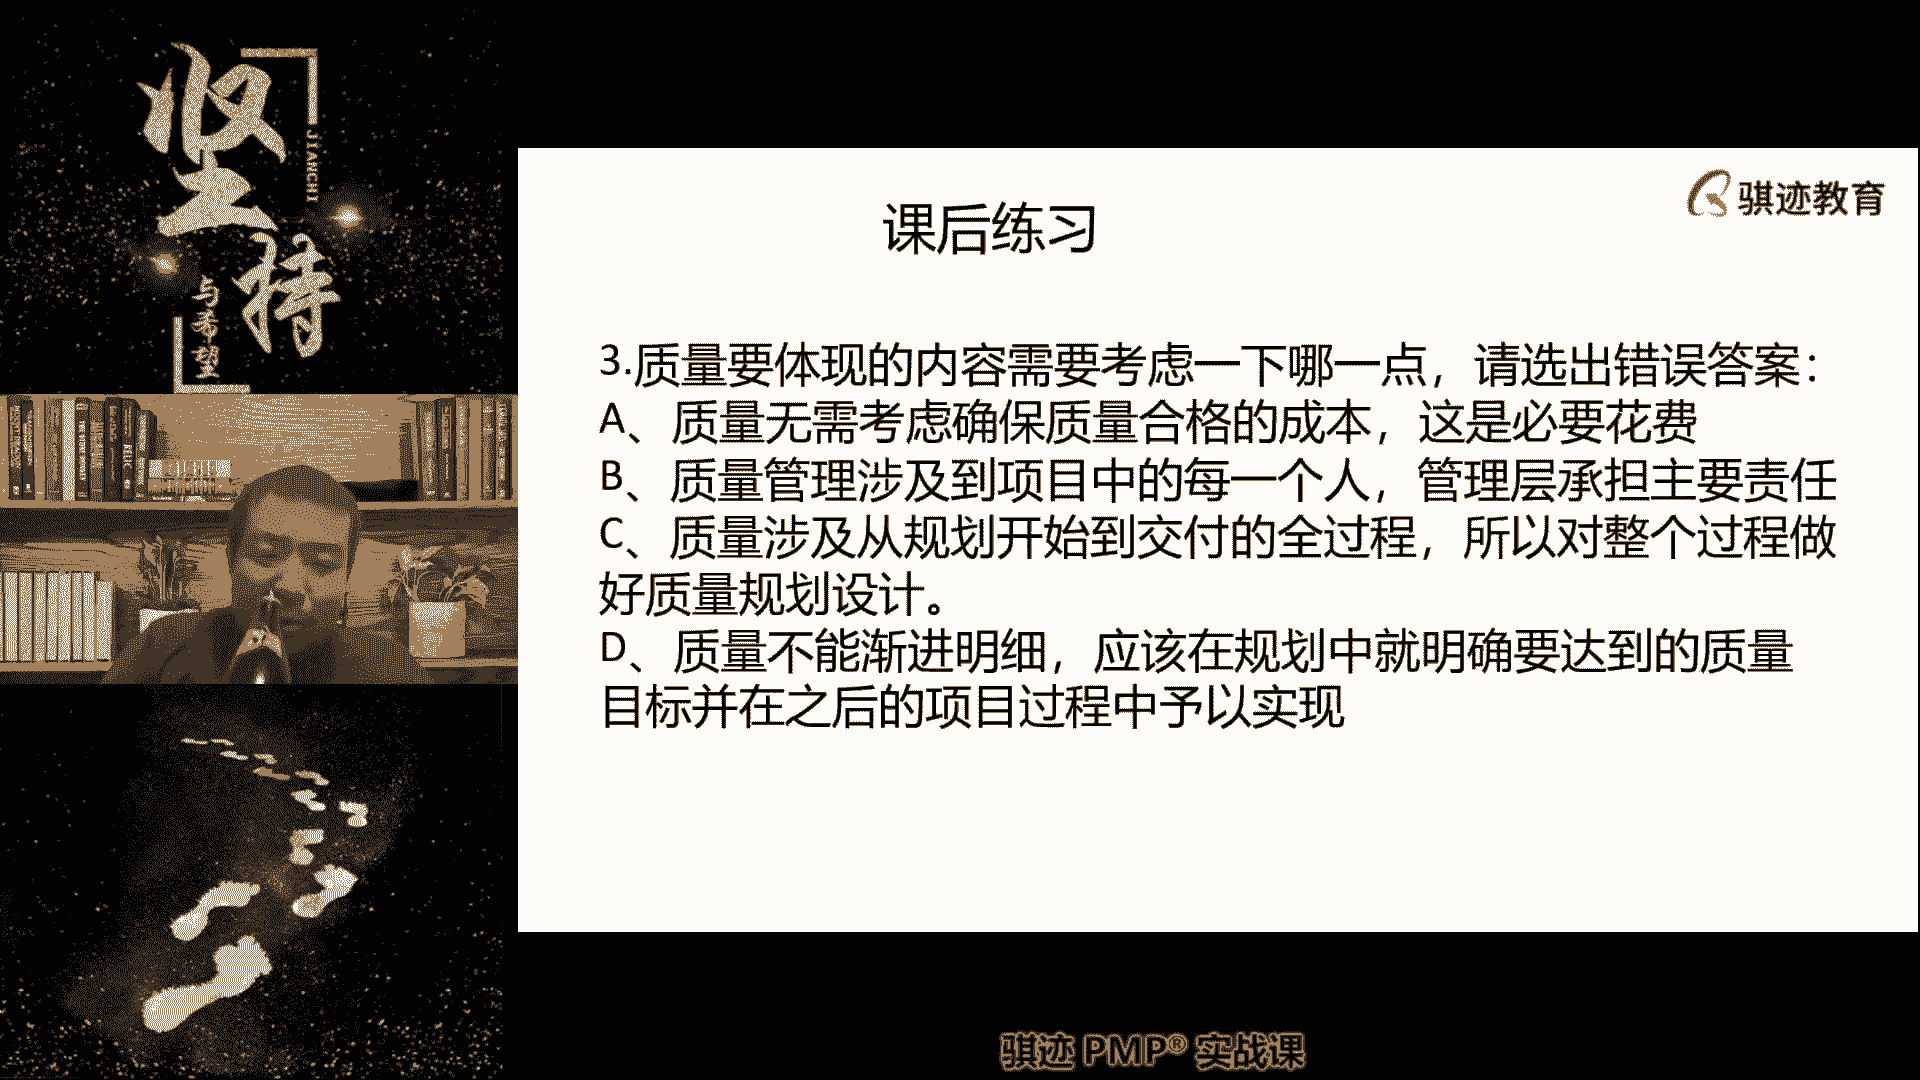 坚持
JIANCHI
与希望
骐迹教育
课后练习
3.质量要体现的内容需要考虑一下哪一点，请选出错误答案：
A、质量无需考虑确保质量合格的成本，这是必要花费
B、质量管理涉及到项目中的每一个人，管理层承担主要责任
C、质量涉及从规划开始到交付的全过程，所以对整个过程做
好质量规划设计。
D、质量不能渐进明细，应该在规划中就明确要达到的质量
目标并在之后的项目过程中予以实现
骐迹 PMP® 实战课